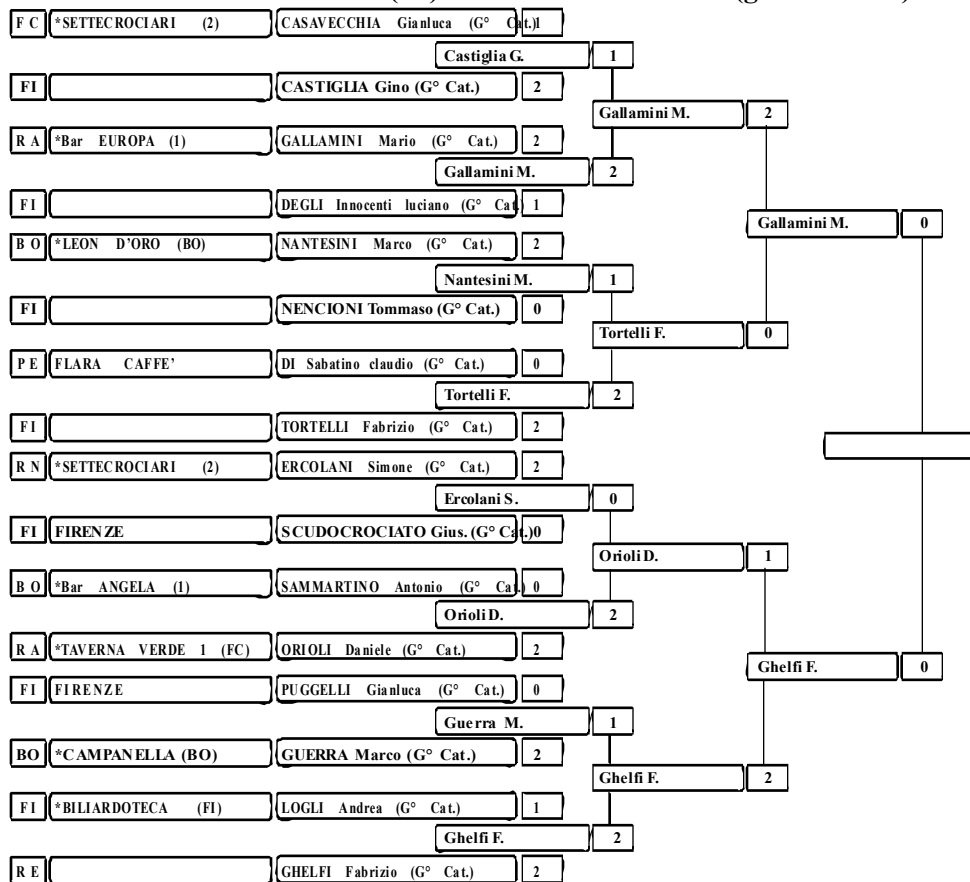 F C *SETTECROCIARI (2) CASAVECCHIA Gianluca (G° Cat.) 1
Castiglia G. 1
FI CASTIGLIA Gino (G° Cat.) 2
Gallamini M. 2
R A *Bar EUROPA (1) GALLAMINI Mario (G° Cat.) 2
Gallamini M. 2
F I DEGLI Innocenti luciano (G° Cat 1
Gallamini M. 0
B O *LEON D'ORO (BO) NANTESINI Marco (G° Cat.) 2
Nantesini M. 1
FI NENCIONI Tommaso (G° Cat.) 0
Tortelli F. 0
P E FLARA CAFFE' DI Sabatino claudio (G° Cat.) 0
Tortelli F. 2
F I TORTELLI Fabrizio (G° Cat.) 2
R N *SETTECROCIARI (2) ERCOLANI Simone (G° Cat.) 2
Ercolani S. 0
FI FIRENZE SCUDOCROCIATO Gius. (G° Cat.) 0
Orioli D. 1
B O *Bar ANGELA (1) SAMMARTINO Antonio (G° Cat.) 0
Orioli D. 2
R A *TAVERNA VERDE 1 (FC) ORIOLI Daniele (G° Cat.) 2
Ghelfi F. 0
F I FIRENZE PUGGELLI Gianluca (G° Cat.) 0
Guerra M. 1
BO *CAMPANELLA (BO) GUERRA Marco (G° Cat.) 2
Ghelfi F. 2
F I *BILIARDOTECA (FI) LOGLI Andrea (G° Cat.) 1
Ghelfi F. 2
R E GHELFI Fabrizio (G° Cat.) 2